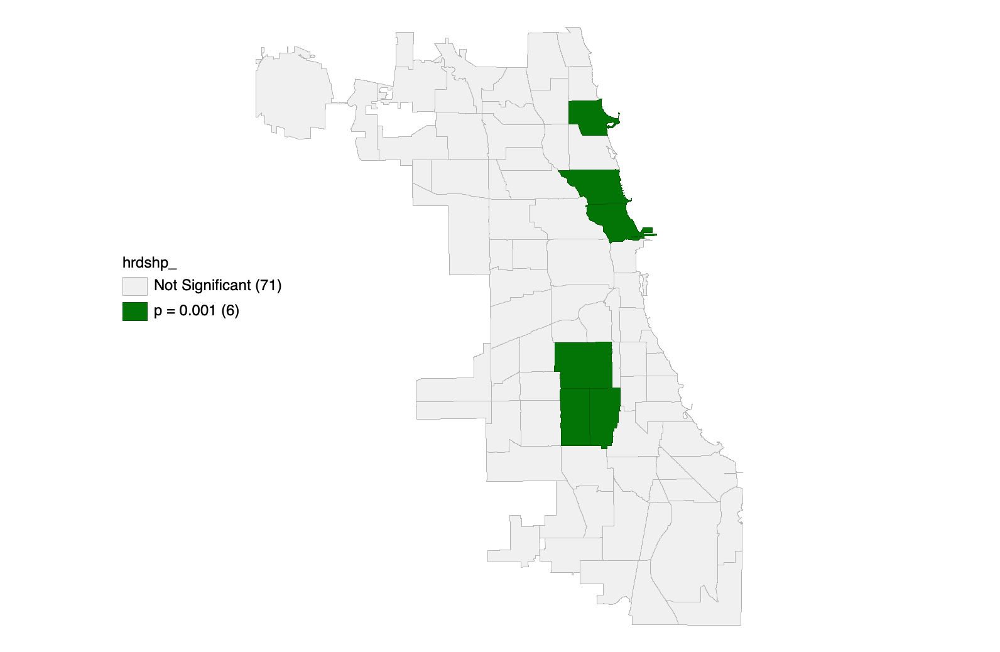 hrdshp_
Not Significant (71)
p = 0.001 (6)